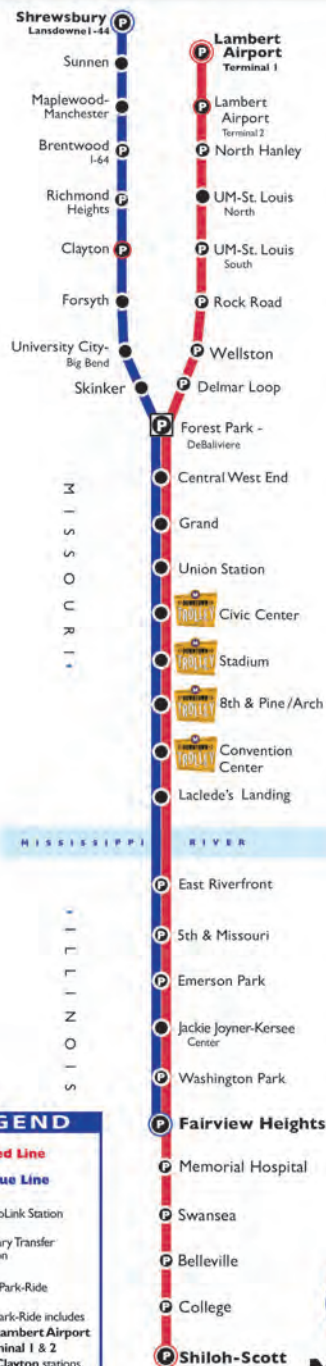 Shrewsbury
Lansdowne I-44
Sunnen
Maplewood-
Manchester
Brentwood
I-64
Richmond
Heights
Clayton
Forsyth
University City-
Big Bend
Skinker
Lambert
Airport
Terminal 1
Lambert
Airport
Terminal 2
North Hanley
UM-St. Louis
North
UM-St. Louis
South
Rock Road
Wellston
Delmar Loop
Forest Park -
DeBaliviere
Central West End
Grand
Union Station
Civic Center
Stadium
8th & Pine/Arch
Convention
Center
Laclede's Landing
MISSOURI
MISSISSIPPI RIVER
East Riverfront
5th & Missouri
Emerson Park
Jackie Joyner-Kersee
Center
Washington Park
Fairview Heights
Memorial Hospital
Swansea
Belleville
College
Shiloh-Scott
ILLINOIS
GEND
ed Line
ue Line
oLink Station
ary Transfer
on
Park-Ride
ark-Ride includes
ambert Airport
minal 1 & 2
Clayton stations